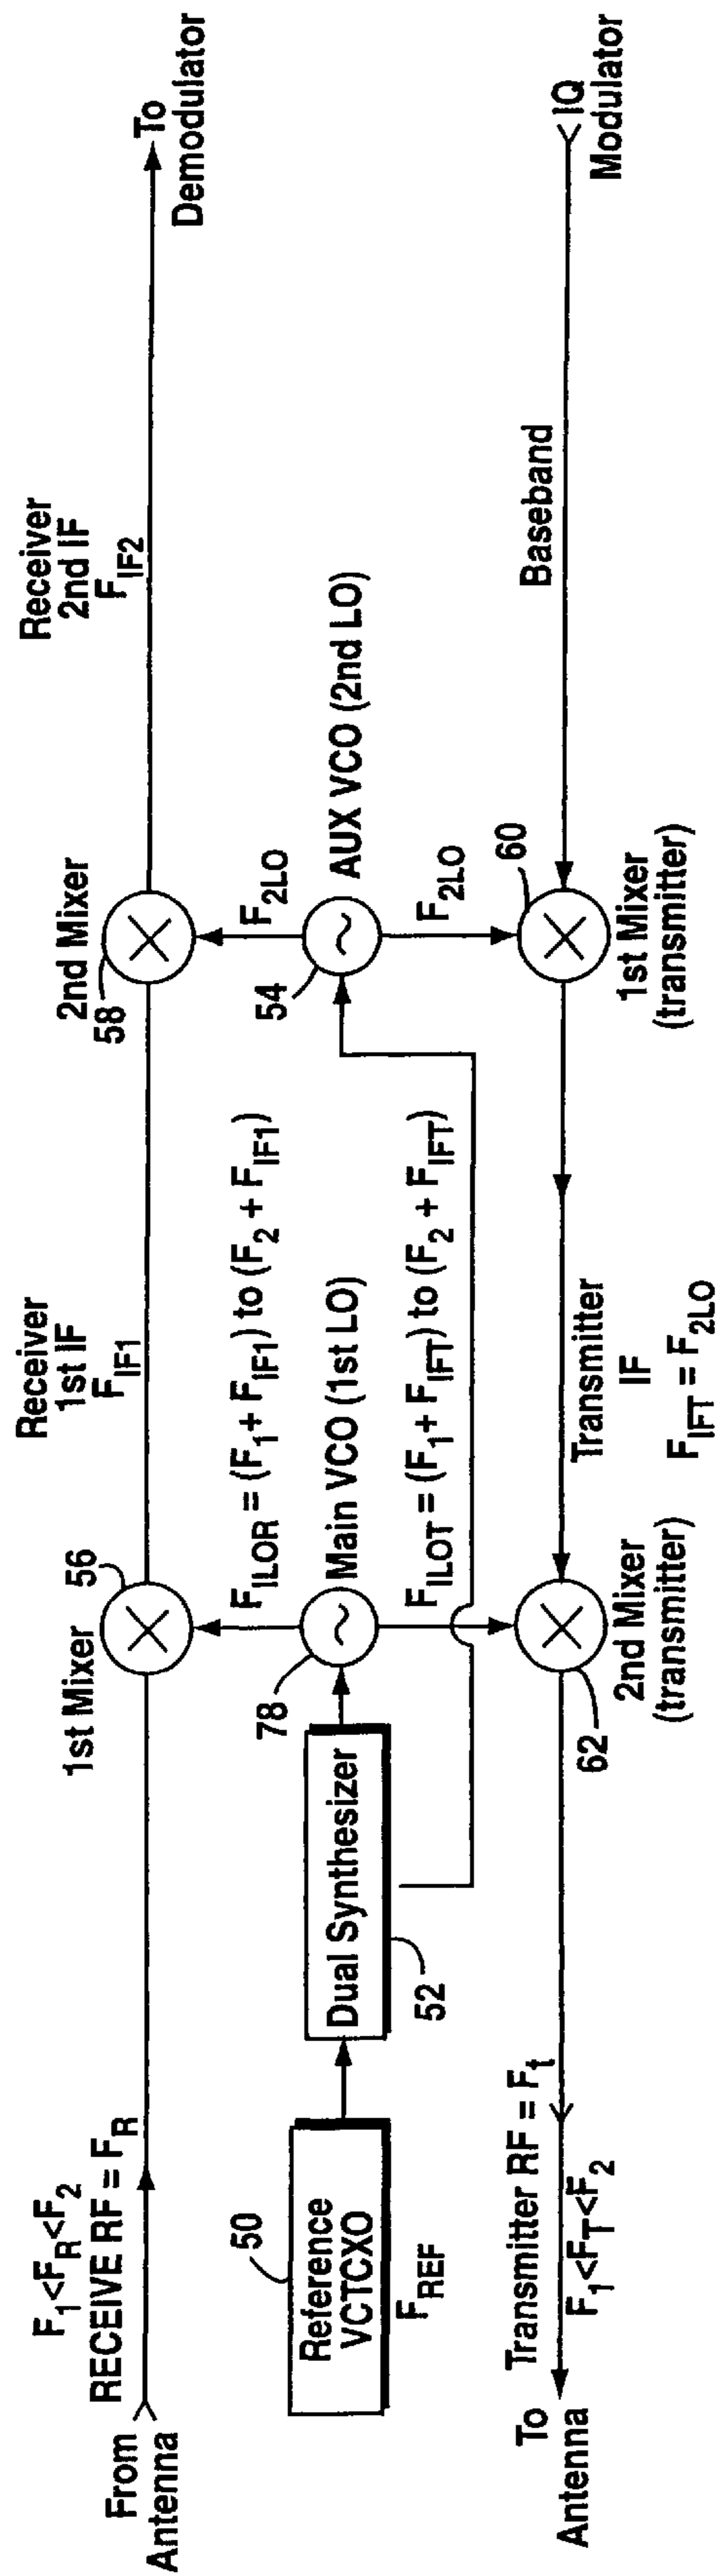 From
Antenna
F1<FR<F2
RECEIVE RF = FR
1st Mixer
56
Receiver
1st IF
FIF1
2nd Mixer
58
Receiver
2nd IF
FIF2
To
Demodulator
50
Reference
VCTCXO
FREF
Dual Synthesizer
52
78
Main VCO (1st LO)
FILOR = (F1+ FIF1) to (F2 + FIF1)
FILOT = (F1 + FIFT) to (F2 + FIFT)
54
AUX VCO (2nd LO)
F2LO
F2LO
To
Antenna
Transmitter RF = Ft
F1<FT<F2
62
2nd Mixer
(transmitter)
Transmitter
IF
FIFT = F2LO
60
1st Mixer
(transmitter)
Baseband
IQ
Modulator